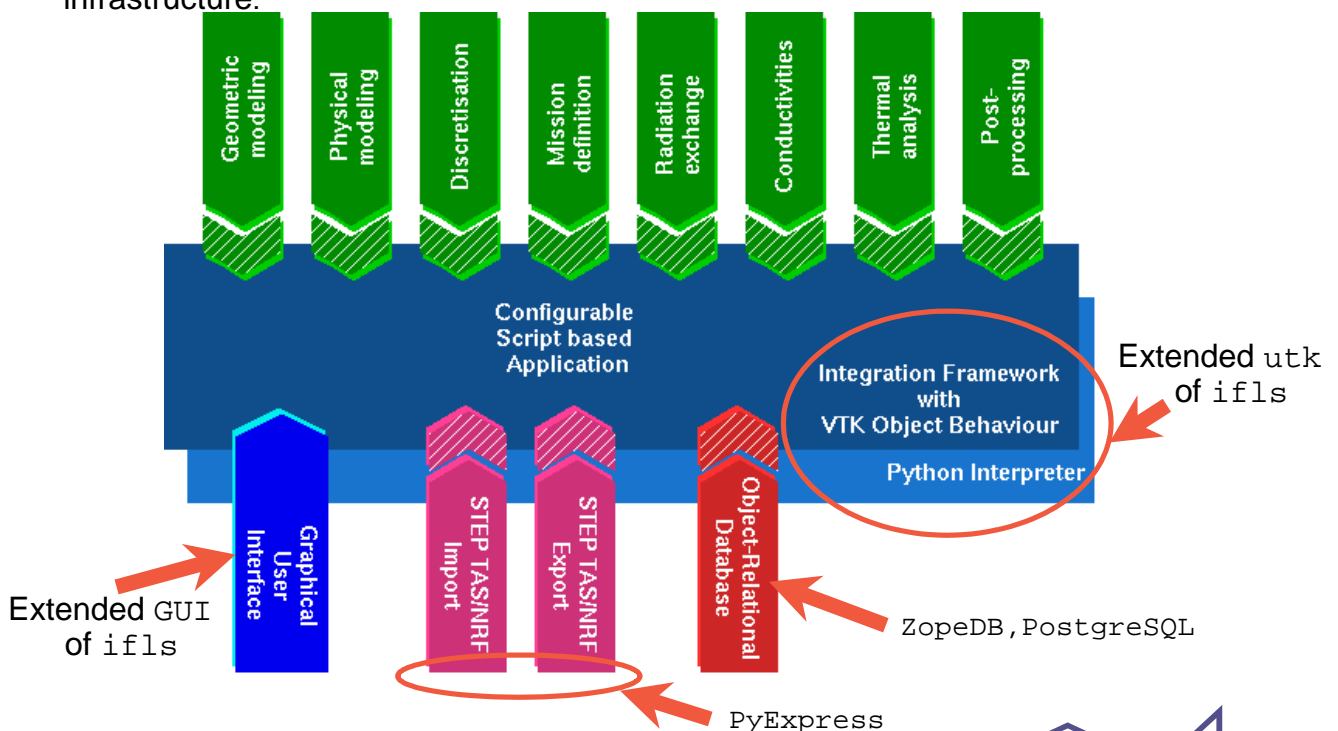 infrastructure.
Geometric
modeling
Physical
modeling
Discretisation
Mission
definition
Radiation
exchange
Conductivities
Thermal
analysis
Post-
processing
Configurable
Script based
Application
Integration Framework
with
VTK Object Behaviour
Python Interpreter
Extended utk
of ifls
Graphical
User
Interface
STEP TAS/NRF
Import
STEP TAS/NRF
Export
Object-Relational
Database
Extended GUI
of ifls
ZopeDB,PostgreSQL
PyExpress